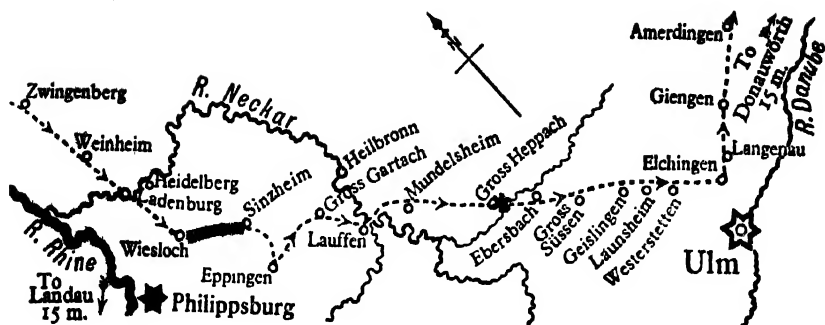 Zwingenberg
Weinheim
R. Neckar
Heidelberg
Ladenburg
Wiesloch
Sinzheim
Eppingen
R. Rhine
To
Landau
15 m.
Philippsburg
N
Heilbronn
Gross Gartach
Lauffen
Mundelsheim
Gross Heppach
Ebersbach
Gross
Süssen
Geislingen
Launsheim
Westerstetten
Elchingen
Langenau
Giengen
Amerdingen
To
Donauwörth
15 m.
R. Danube
Ulm